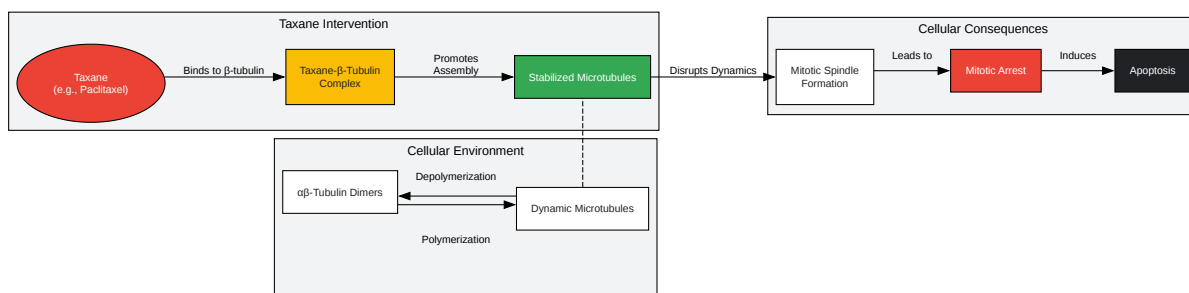 Taxane Intervention
Taxane
(e.g., Paclitaxel)
Binds to β-tubulin
Taxane-β-Tubulin
Complex
Promotes
Assembly
Stabilized Microtubules
Disrupts Dynamics
Cellular Consequences
Mitotic Spindle
Formation
Leads to
Mitotic Arrest
Induces
Apoptosis
Cellular Environment
αβ-Tubulin Dimers
Depolymerization
Polymerization
Dynamic Microtubules